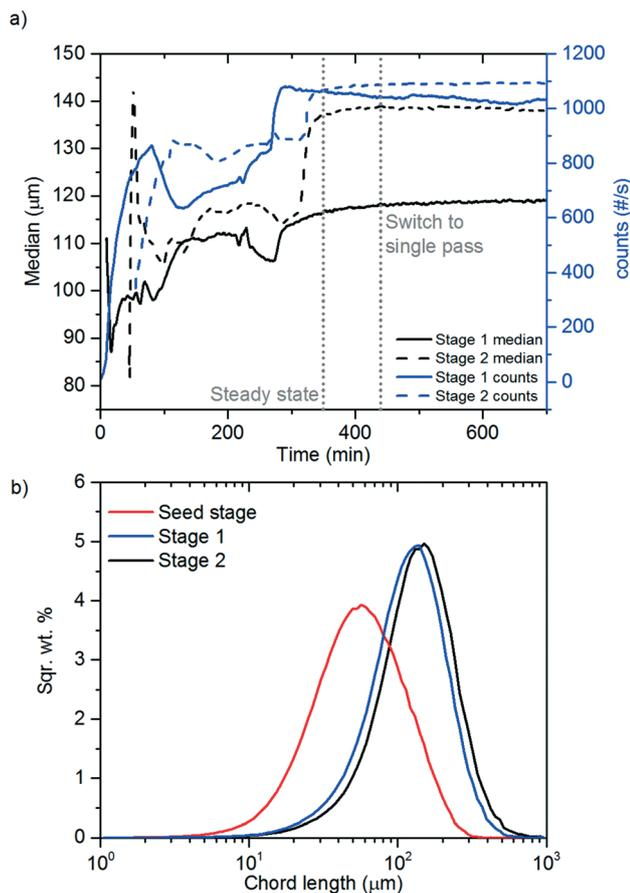 a)
150
140
130
120
110
100
90
80
Median (μm)
1200
1000
800
600
400
200
0
counts (#/s)
Switch to
single pass
Stage 1 median
Stage 2 median
Stage 1 counts
Stage 2 counts
Steady state
0 200 400 600
Time (min)
b)
6
5
4
3
2
1
0
Sqr. wt. %
Seed stage
Stage 1
Stage 2
10⁰ 10¹ 10² 10³
Chord length (μm)